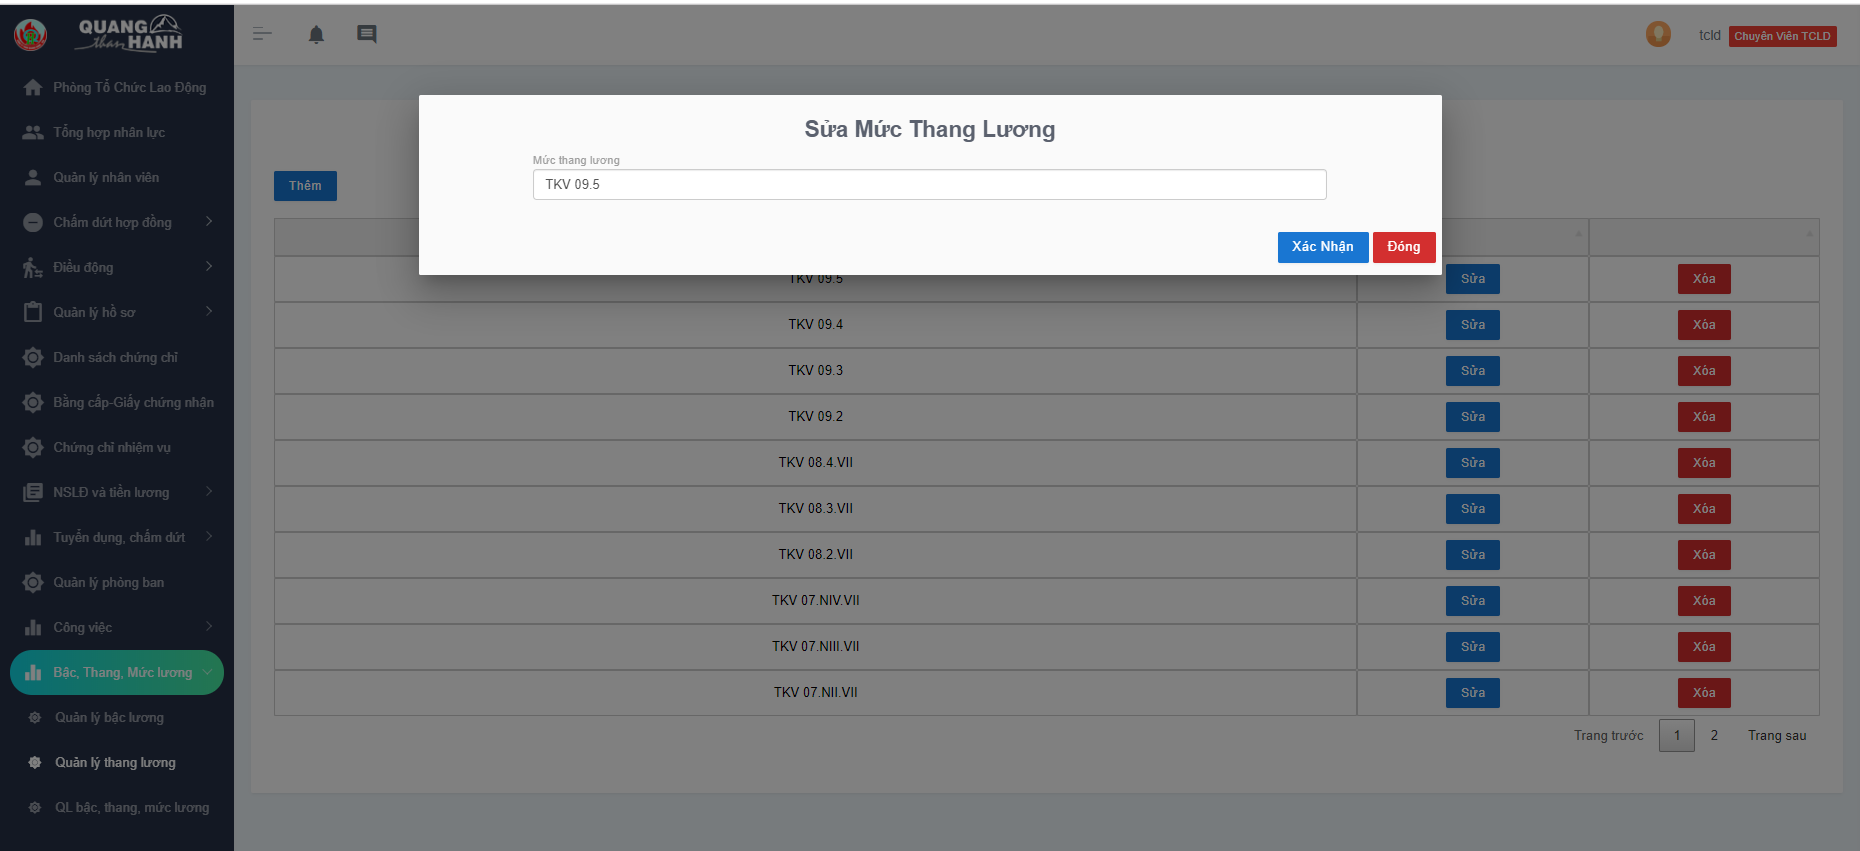 QUANG
than HANH
tcld
Chuyên Viên TCLD
Phòng Tổ Chức Lao Động
Tổng hợp nhân lực
Quản lý nhân viên
Chấm dứt hợp đồng
Điều động
Quản lý hồ sơ
Danh sách chứng chỉ
Bằng cấp-Giấy chứng nhận
Chứng chỉ nhiệm vụ
NSLĐ và tiền lương
Tuyển dụng, chấm dứt
Quản lý phòng ban
Công việc
Bậc, Thang, Mức lương
Quản lý bậc lương
Quản lý thang lương
QL bậc, thang, mức lương
Sửa Mức Thang Lương
Mức thang lương
TKV 09.5
Xác Nhận Đóng
Thêm
TKV 09.5 Sửa Xóa
TKV 09.4 Sửa Xóa
TKV 09.3 Sửa Xóa
TKV 09.2 Sửa Xóa
TKV 08.4.VII Sửa Xóa
TKV 08.3.VII Sửa Xóa
TKV 08.2.VII Sửa Xóa
TKV 07.NIV.VII Sửa Xóa
TKV 07.NIII.VII Sửa Xóa
TKV 07.NII.VII Sửa Xóa
Trang trước 1 2 Trang sau